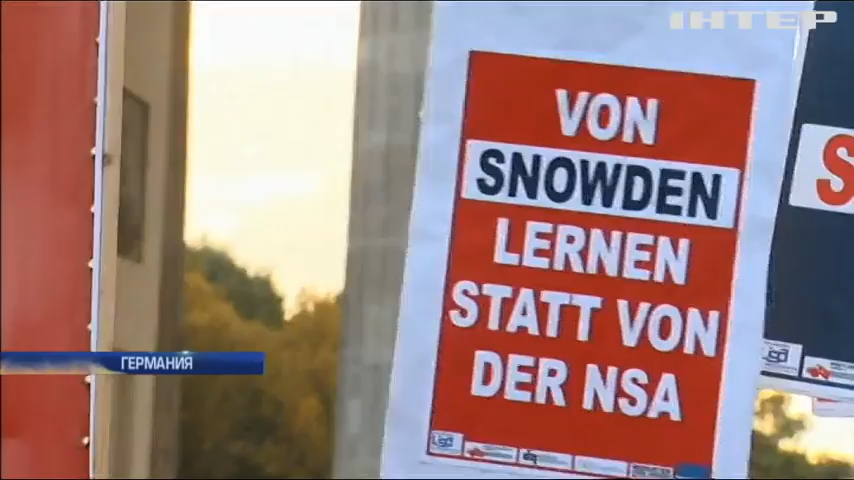 ІНТЕР
VON
SNOWDEN
LERNEN
STATT VON
DER NSA
S
ГЕРМАНИЯ